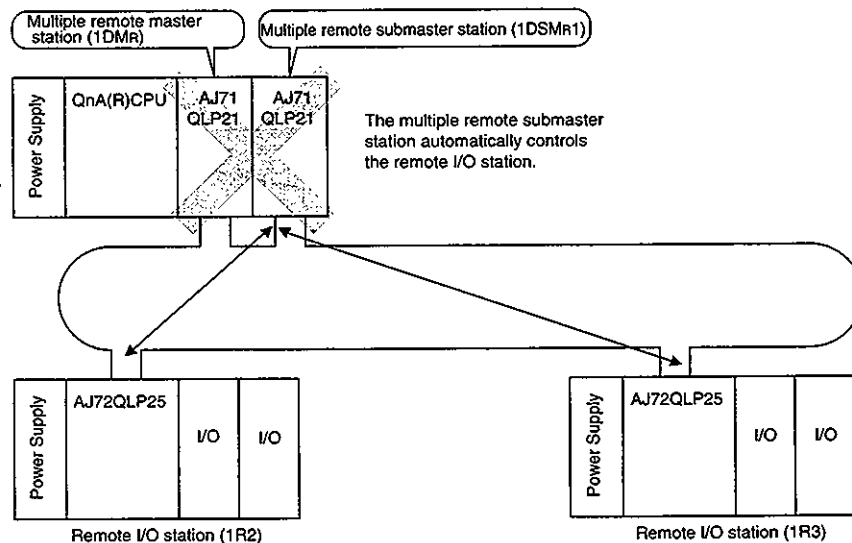 Multiple remote master
station (1DMR)
Multiple remote submaster station (1DSMR1)
Power Supply
QnA(R)CPU
AJ71
QLP21
AJ71
QLP21
The multiple remote submaster
station automatically controls
the remote I/O station.
Power Supply
AJ72QLP25
I/O
I/O
Remote I/O station (1R2)
Power Supply
AJ72QLP25
I/O
I/O
Remote I/O station (1R3)